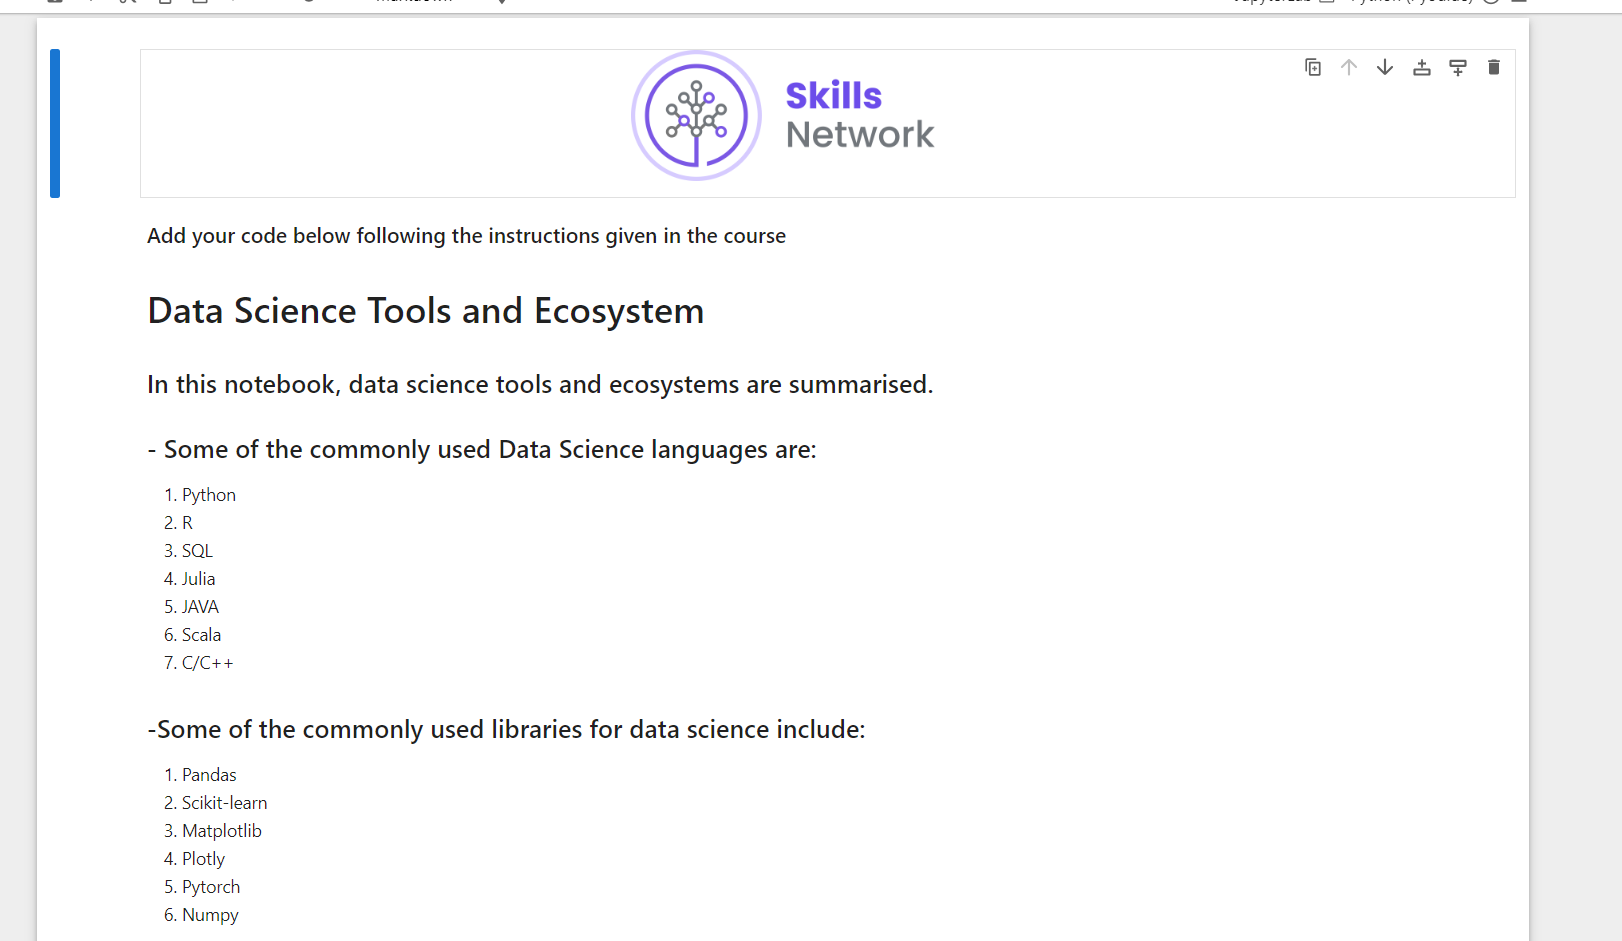 Skills
Network
Add your code below following the instructions given in the course
Data Science Tools and Ecosystem
In this notebook, data science tools and ecosystems are summarised.
- Some of the commonly used Data Science languages are:
1. Python
2. R
3. SQL
4. Julia
5. JAVA
6. Scala
7. C/C++
-Some of the commonly used libraries for data science include:
1. Pandas
2. Scikit-learn
3. Matplotlib
4. Plotly
5. Pytorch
6. Numpy